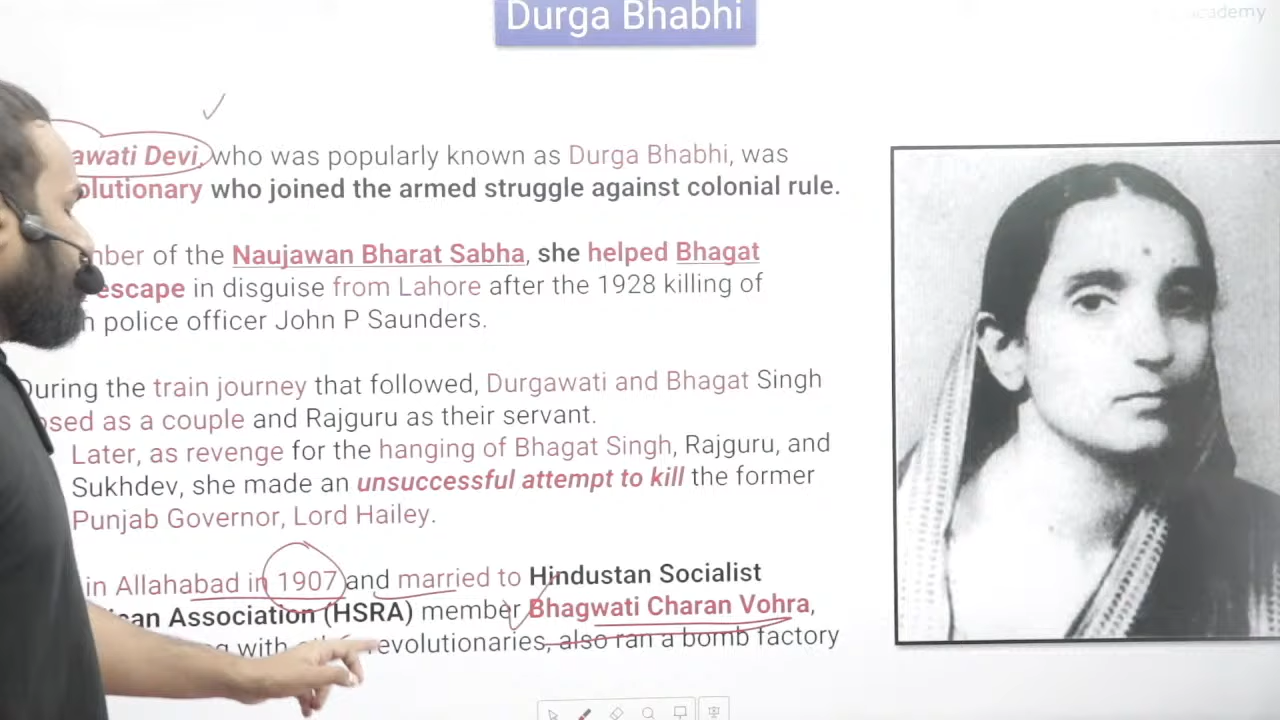 Durga Bhabhi
academy
awati Devi, who was popularly known as Durga Bhabhi, was
olutionary who joined the armed struggle against colonial rule.
mber of the Naujawan Bharat Sabha, she helped Bhagat
escape in disguise from Lahore after the 1928 killing of
police officer John P Saunders.
During the train journey that followed, Durgawati and Bhagat Singh
osed as a couple and Rajguru as their servant.
Later, as revenge for the hanging of Bhagat Singh, Rajguru, and
Sukhdev, she made an unsuccessful attempt to kill the former
Punjab Governor, Lord Hailey.
in Allahabad in 1907 and married to Hindustan Socialist
can Association (HSRA) member Bhagwati Charan Vohra,
with revolutionaries, also ran a bomb factory